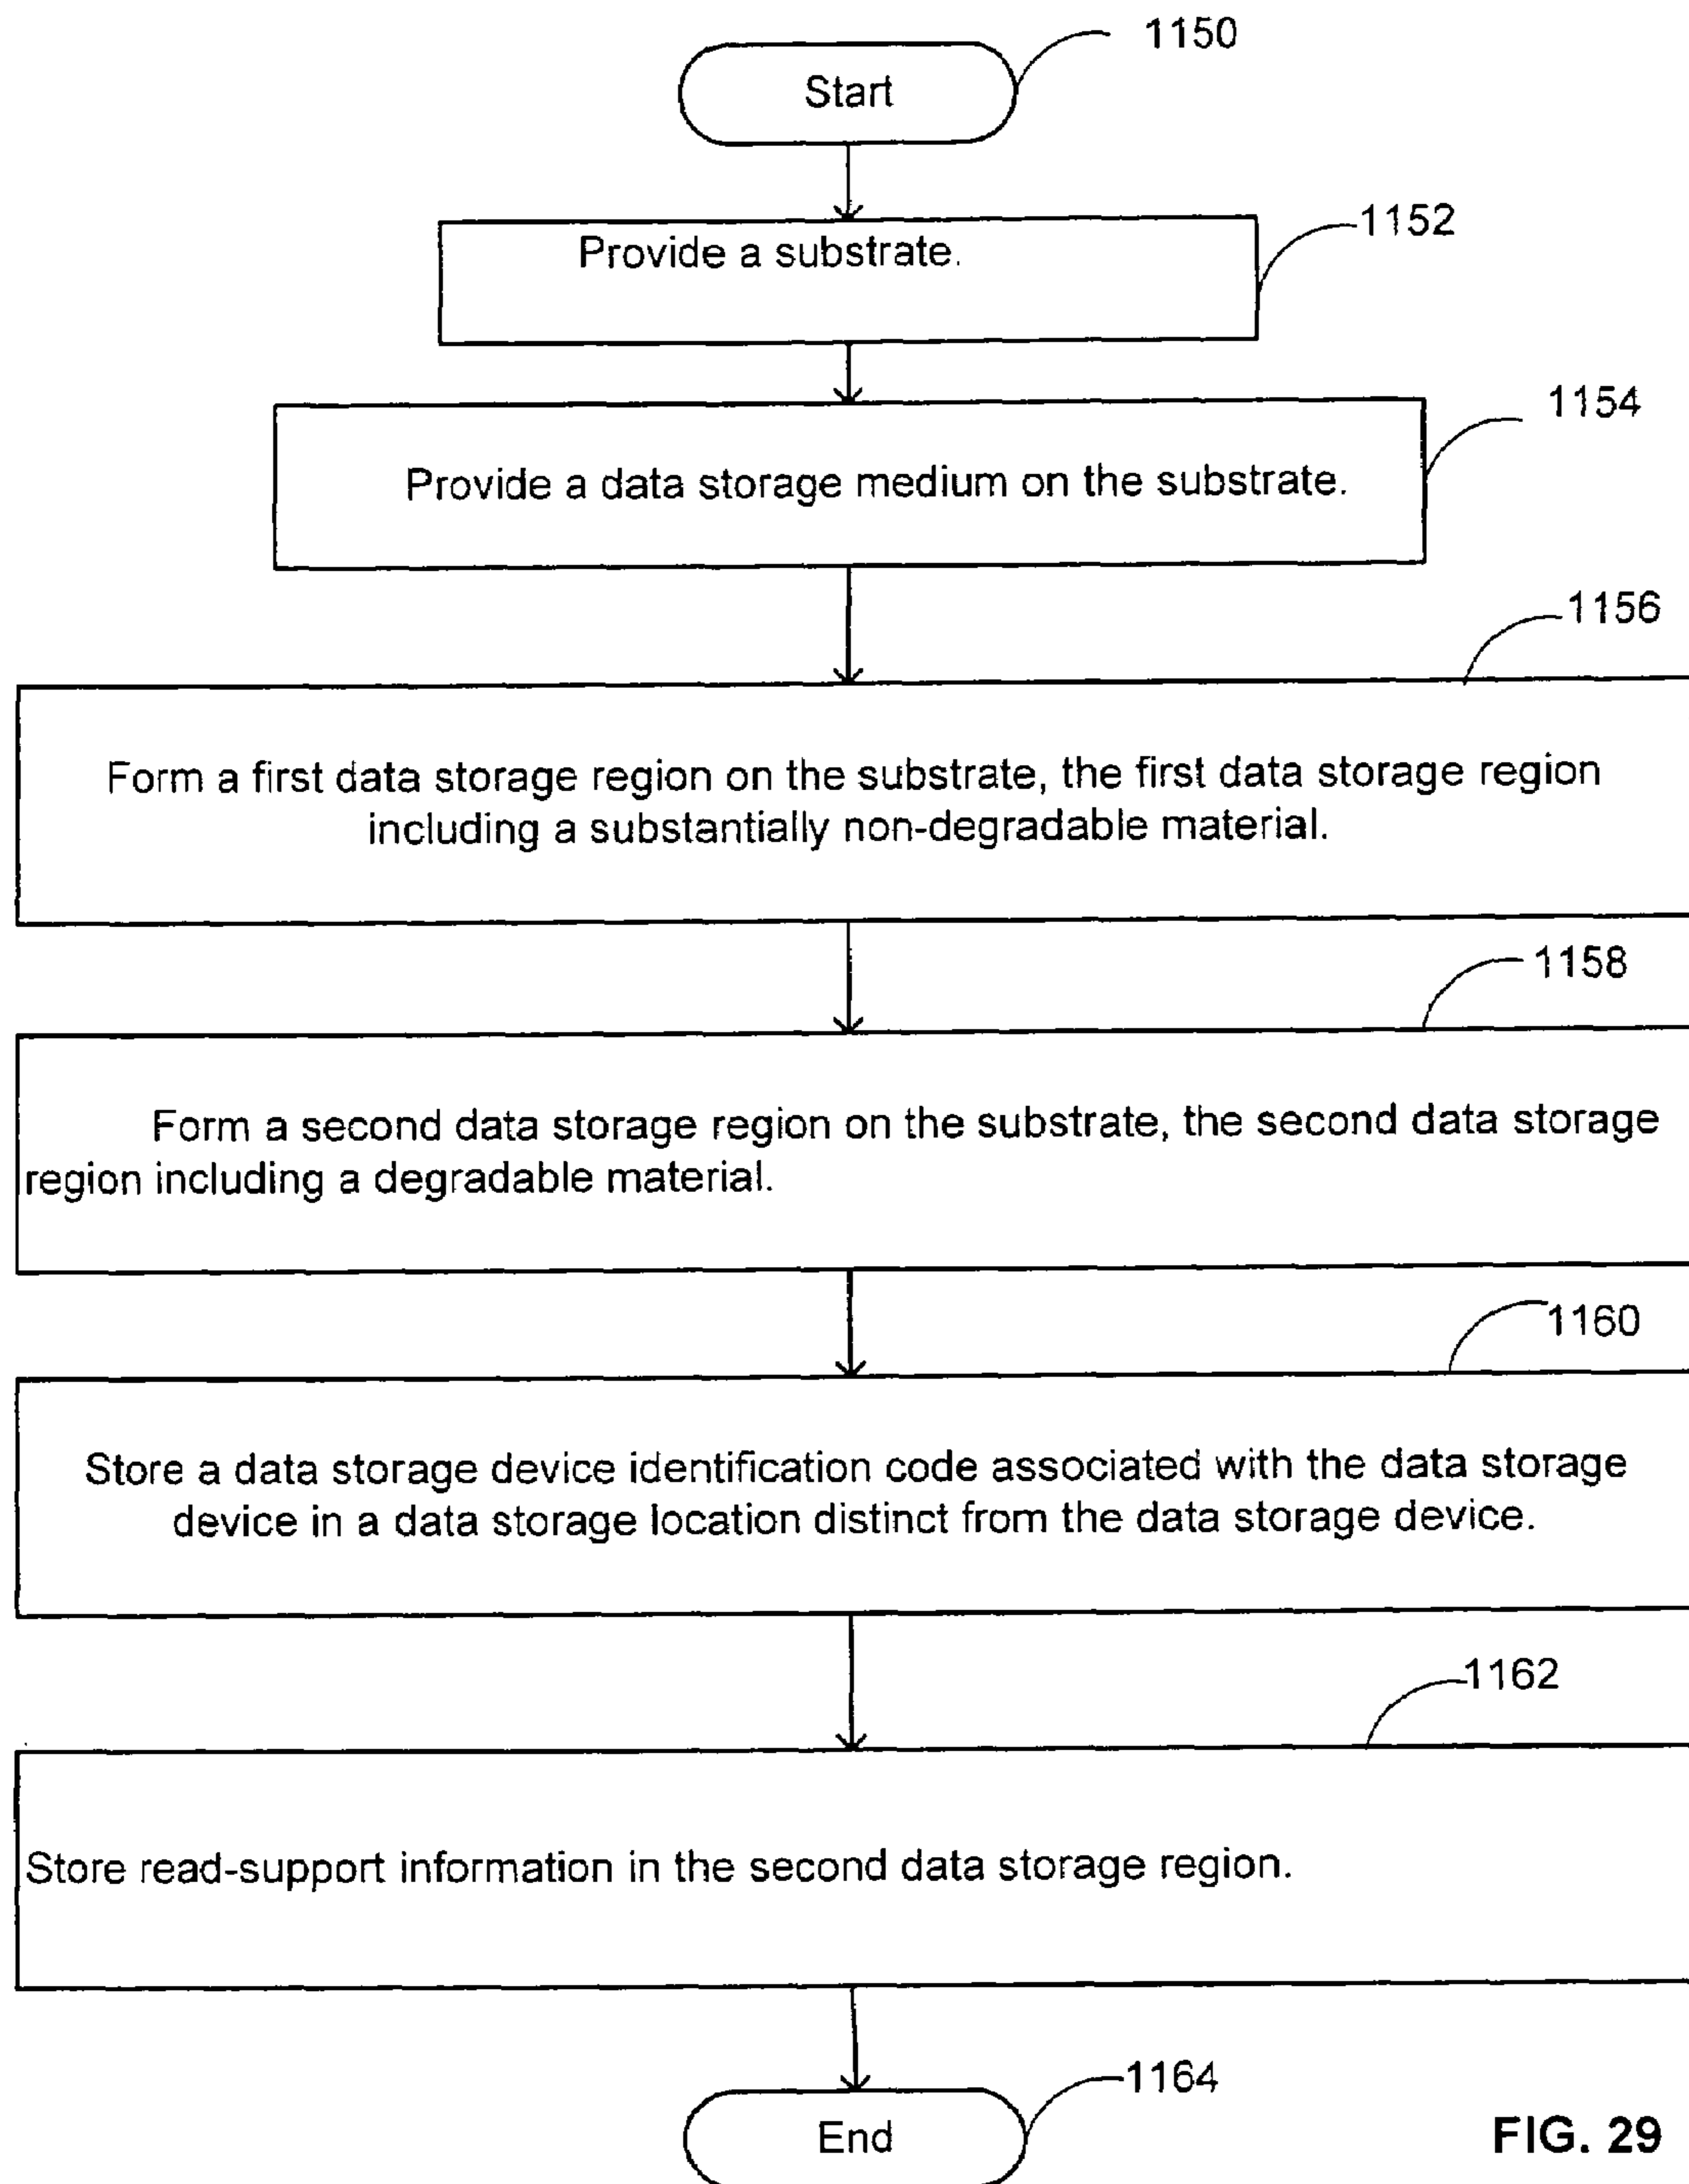 1150
Start
1152
Provide a substrate.
1154
Provide a data storage medium on the substrate.
1156
Form a first data storage region on the substrate, the first data storage region
including a substantially non-degradable material.
1158
Form a second data storage region on the substrate, the second data storage
region including a degradable material.
1160
Store a data storage device identification code associated with the data storage
device in a data storage location distinct from the data storage device.
1162
Store read-support information in the second data storage region.
1164
End
FIG. 29